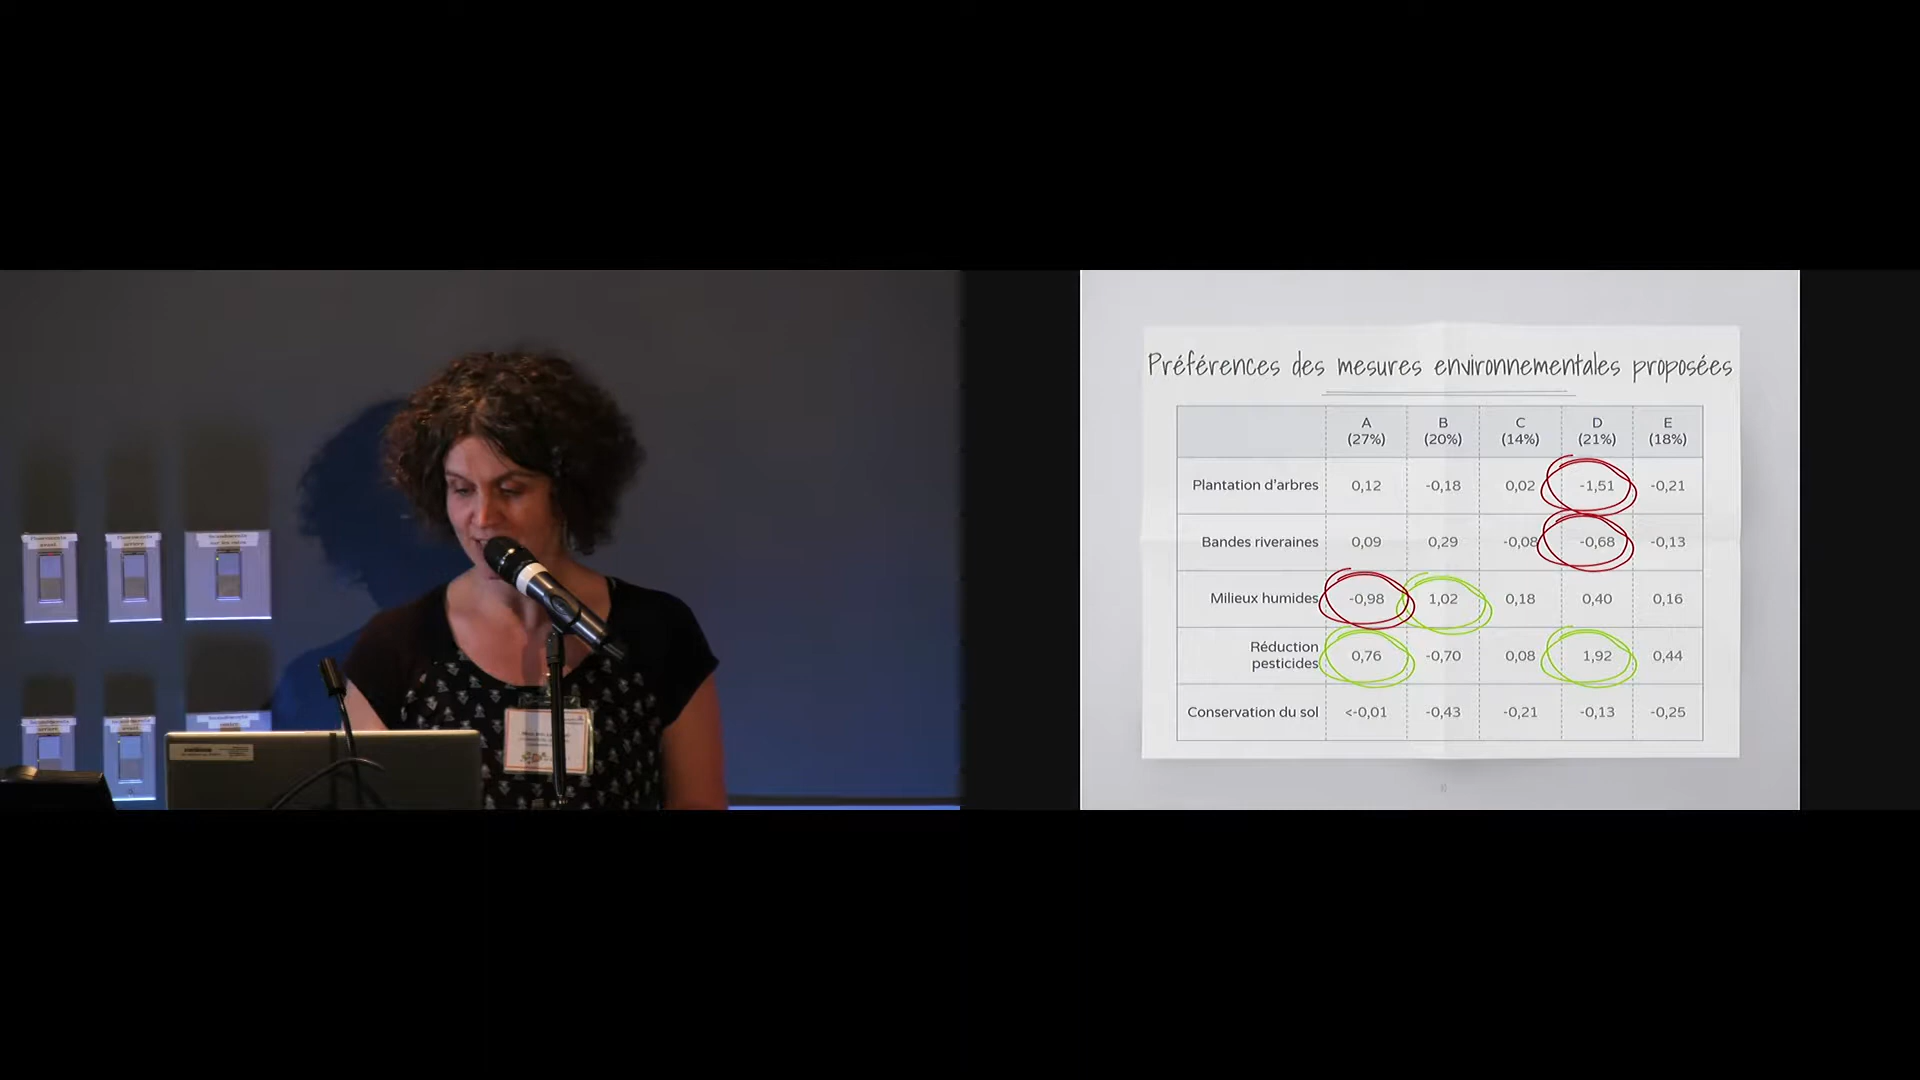 Préférences des mesures environnementales proposées
A B C D E
(27%) (20%) (14%) (21%) (18%)
Plantation d'arbres 0,12 -0,18 0,02 -1,51 -0,21
Bandes riveraines 0,09 0,29 -0,08 -0,68 -0,13
Milieux humides -0,98 1,02 0,18 0,40 0,16
Réduction
pesticides 0,76 -0,70 0,08 1,92 0,44
Conservation du sol <-0,01 -0,43 -0,21 -0,13 -0,25